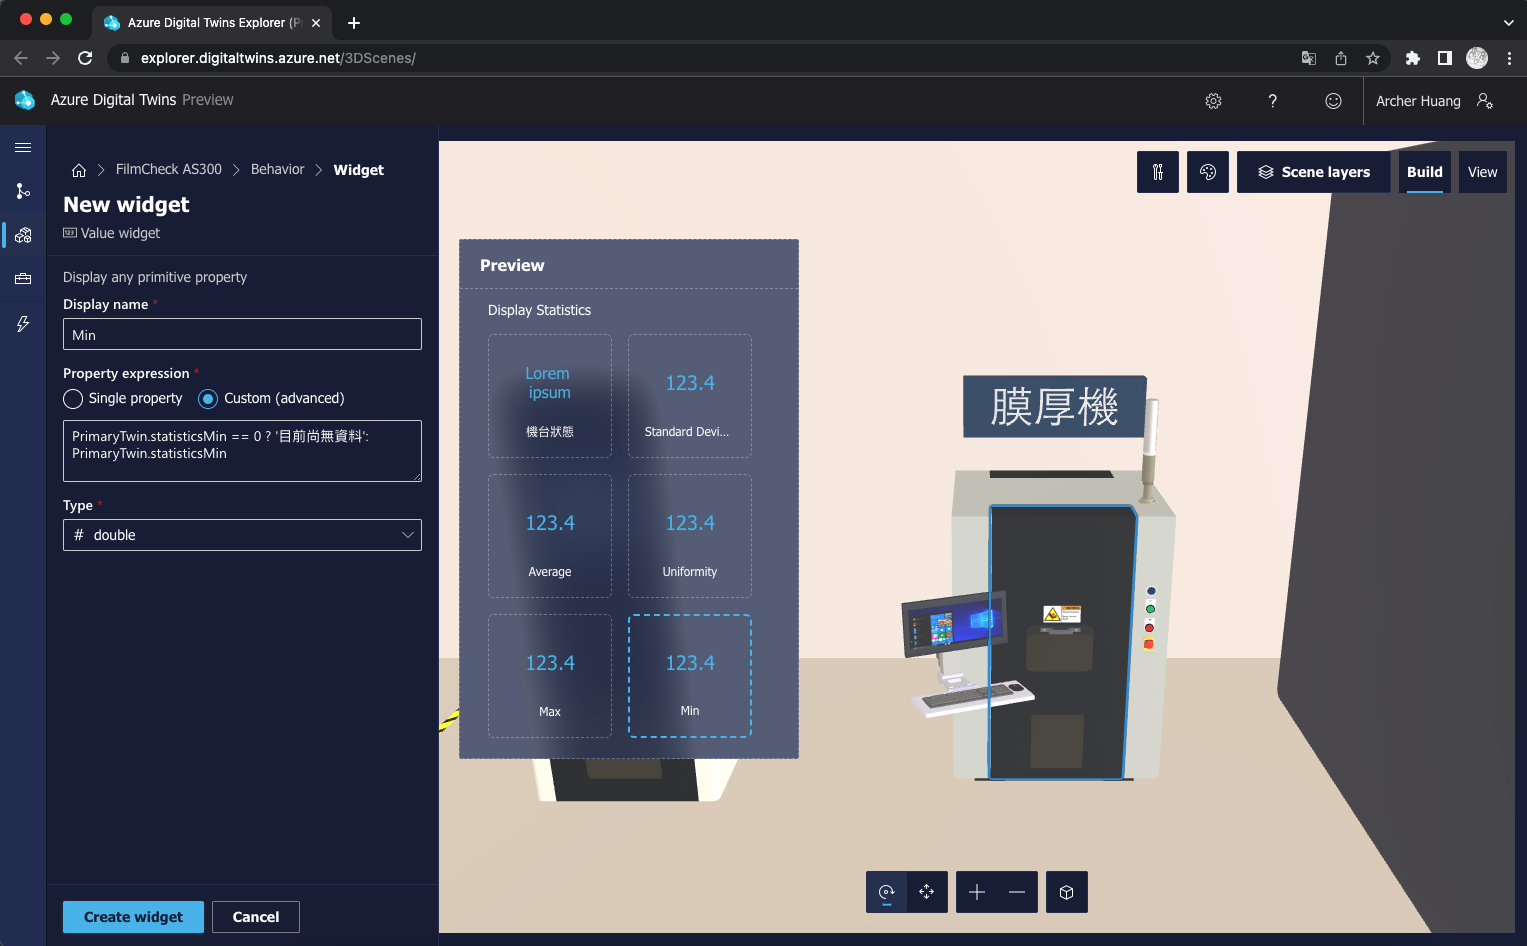 Azure Digital Twins Explorer (P
explorer.digitaltwins.azure.net/3DScenes/
Azure Digital Twins Preview
?
Archer Huang
FilmCheck AS300 > Behavior > Widget
New widget
Value widget
Display any primitive property
Display name *
Min
Property expression *
Single property
Custom (advanced)
PrimaryTwin.statisticsMin == 0 ? '目前尚無資料':
PrimaryTwin.statisticsMin
Type *
# double
Create widget
Cancel
Scene layers
Build
View
Preview
Display Statistics
Lorem
ipsum
機台狀態
123.4
Standard Devi...
123.4
Average
123.4
Uniformity
123.4
Max
123.4
Min
膜厚機